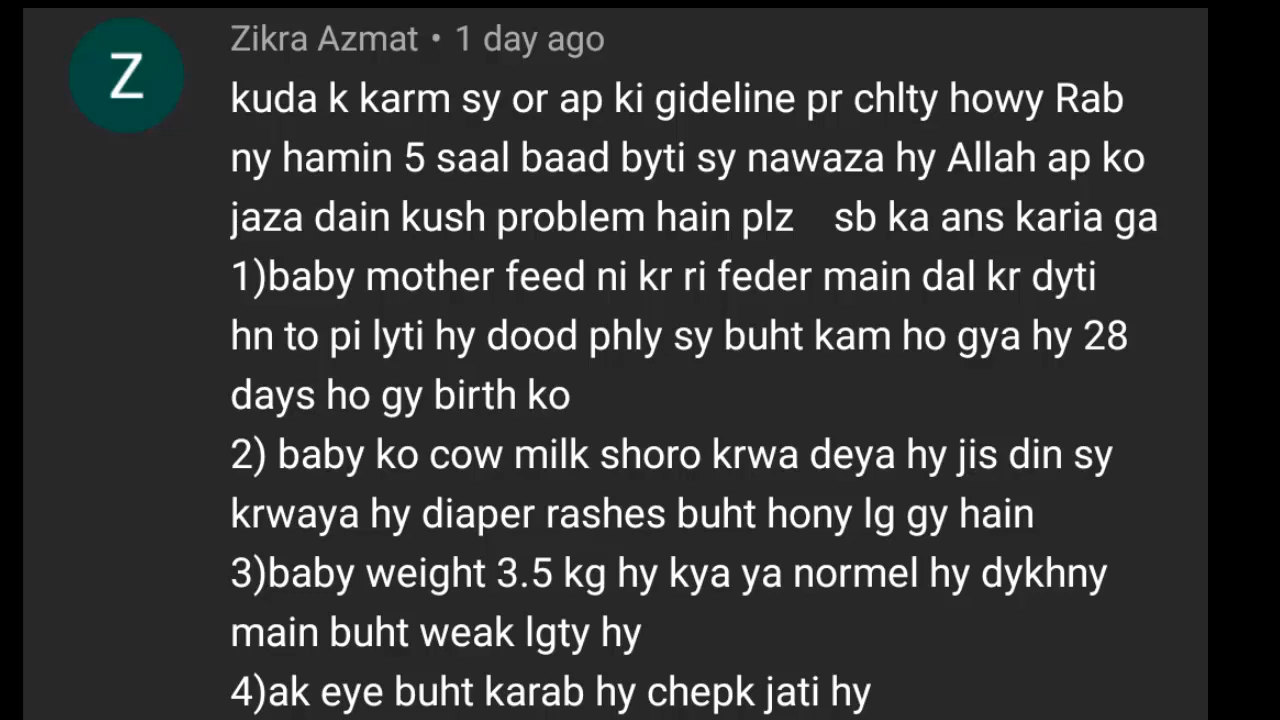 Z
Zikra Azmat • 1 day ago
kuda k karm sy or ap ki gideline pr chlty howy Rab
ny hamin 5 saal baad byti sy nawaza hy Allah ap ko
jaza dain kush problem hain plz    sb ka ans karia ga
1)baby mother feed ni kr ri feder main dal kr dyti
hn to pi lyti hy dood phly sy buht kam ho gya hy 28
days ho gy birth ko
2) baby ko cow milk shoro krwa deya hy jis din sy
krwaya hy diaper rashes buht hony lg gy hain
3)baby weight 3.5 kg hy kya ya normel hy dykhny
main buht weak lgty hy
4)ak eye buht karab hy chepk jati hy